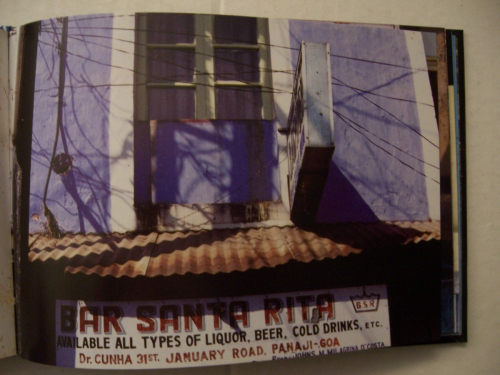 BAR SANTA RITA
B.S.R
AVAILABLE ALL TYPES OF LIQUOR, BEER, COLD DRINKS, ETC.
DR. CUNHA 31ST. JANUARY ROAD. PANAJI-GOA